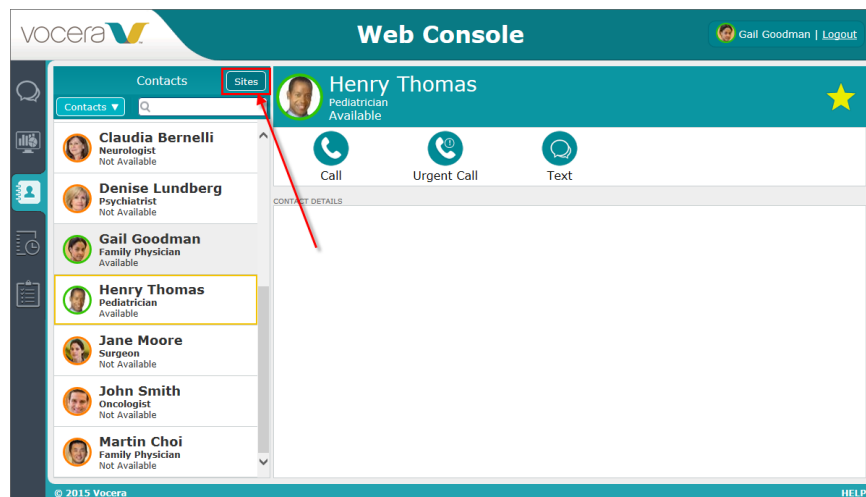 vocera
Web Console
Gail Goodman | Logout
Contacts
Sites
Contacts ▼
Henry Thomas
Pediatrician
Available
Call
Urgent Call
Text
CONTACT DETAILS
Claudia Bernelli
Neurologist
Not Available
Denise Lundberg
Psychiatrist
Not Available
Gail Goodman
Family Physician
Available
Henry Thomas
Pediatrician
Available
Jane Moore
Surgeon
Not Available
John Smith
Oncologist
Not Available
Martin Choi
Family Physician
Not Available
© 2015 Vocera
HELP